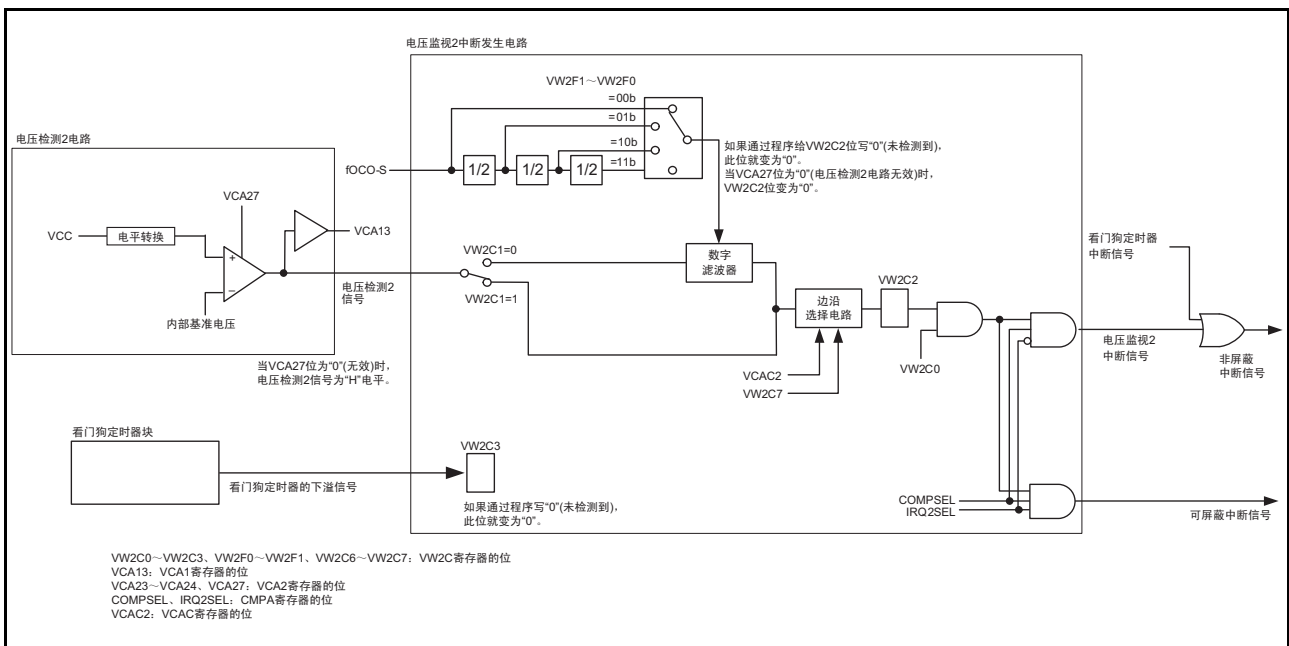 电压监视2中断发生电路
VW2F1～VW2F0
=00b
=01b
=10b
=11b
fOCO-S
1/2
1/2
1/2
如果通过程序给VW2C2位写“0”(未检测到),
此位就变为“0”。
当VCA27位为“0”(电压检测2电路无效)时,
VW2C2位变为“0”。
电压检测2电路
VCA27
VCC
电平转换
+
−
内部基准电压
VCA13
电压检测2
信号
当VCA27位为“0”(无效)时,
电压检测2信号为“H”电平。
VW2C1=0
VW2C1=1
数字
滤波器
边沿
选择电路
VCAC2
VW2C7
VW2C2
VW2C0
看门狗定时器
中断信号
电压监视2
中断信号
非屏蔽
中断信号
看门狗定时器块
看门狗定时器的下溢信号
VW2C3
如果通过程序写“0”(未检测到),
此位就变为“0”。
COMPSEL
IRQ2SEL
可屏蔽中断信号
VW2C0～VW2C3、VW2F0～VW2F1、VW2C6～VW2C7：VW2C寄存器的位
VCA13：VCA1寄存器的位
VCA23～VCA24、VCA27：VCA2寄存器的位
COMPSEL、IRQ2SEL：CMPA寄存器的位
VCAC2：VCAC寄存器的位